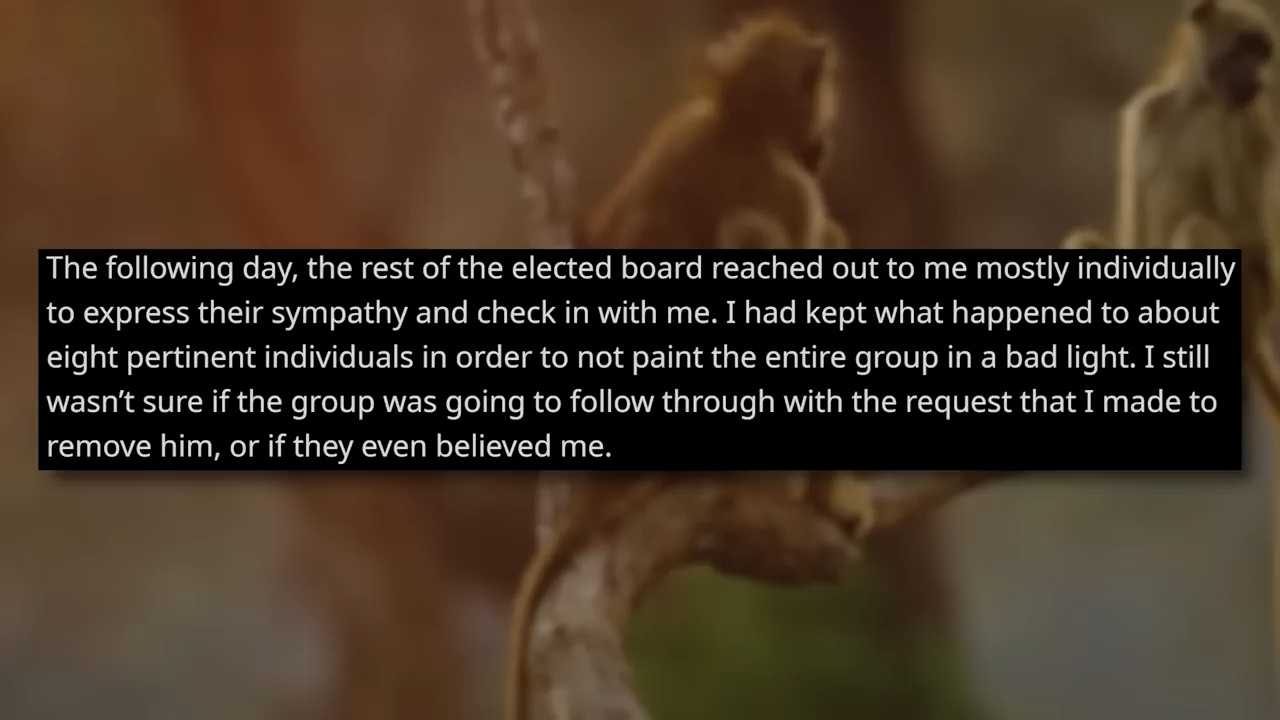 The following day, the rest of the elected board reached out to me mostly individually
to express their sympathy and check in with me. I had kept what happened to about
eight pertinent individuals in order to not paint the entire group in a bad light. I still
wasn’t sure if the group was going to follow through with the request that I made to
remove him, or if they even believed me.